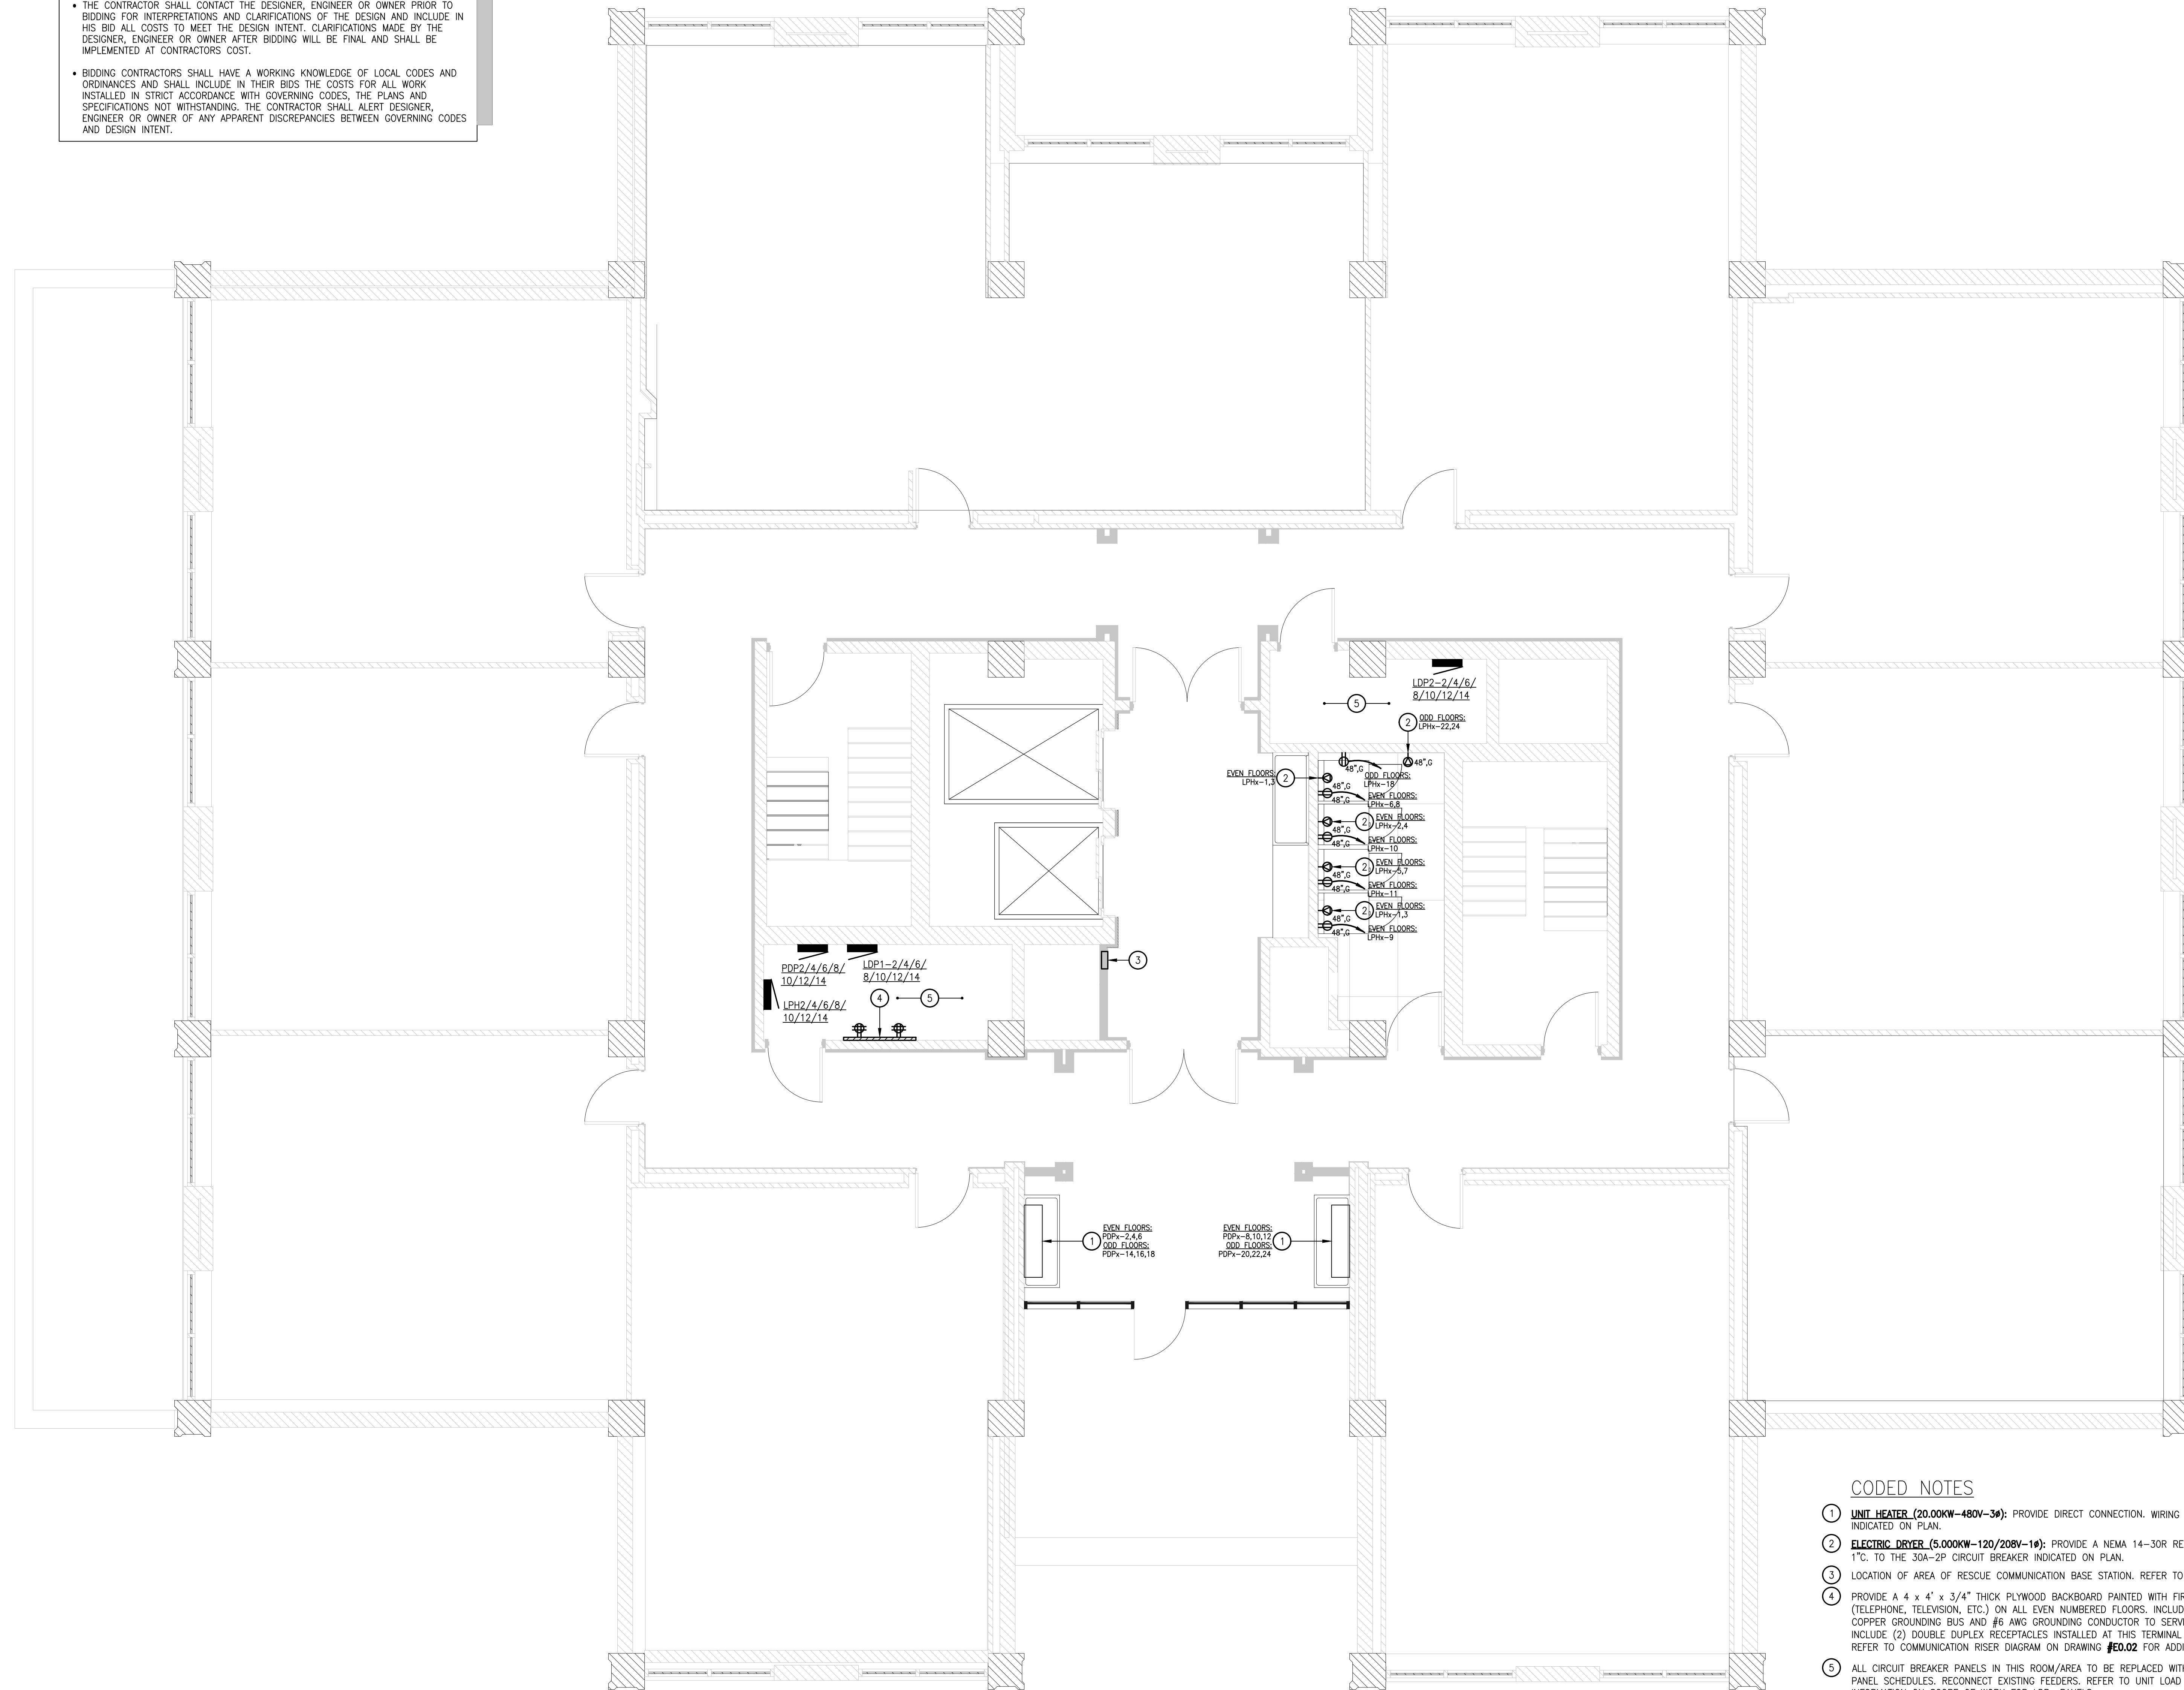 • THE CONTRACTOR SHALL CONTACT THE DESIGNER, ENGINEER OR OWNER PRIOR TO
BIDDING FOR INTERPRETATIONS AND CLARIFICATIONS OF THE DESIGN AND INCLUDE IN
HIS BID ALL COSTS TO MEET THE DESIGN INTENT. CLARIFICATIONS MADE BY THE
DESIGNER, ENGINEER OR OWNER AFTER BIDDING WILL BE FINAL AND SHALL BE
IMPLEMENTED AT CONTRACTORS COST.
• BIDDING CONTRACTORS SHALL HAVE A WORKING KNOWLEDGE OF LOCAL CODES AND
ORDINANCES AND SHALL INCLUDE IN THEIR BIDS THE COSTS FOR ALL WORK
INSTALLED IN STRICT ACCORDANCE WITH GOVERNING CODES, THE PLANS AND
SPECIFICATIONS NOT WITHSTANDING. THE CONTRACTOR SHALL ALERT DESIGNER,
ENGINEER OR OWNER OF ANY APPARENT DISCREPANCIES BETWEEN GOVERNING CODES
AND DESIGN INTENT.
LDP2-2/4/6/
8/10/12/14
5
2
ODD FLOORS:
LPHx-22,24
48",G
48",G
ODD FLOORS:
LPHx-18
EVEN FLOORS:
LPHx-1,3
2
48",G
48",G
EVEN FLOORS:
LPHx-6,8
2
EVEN FLOORS:
LPHx-2,4
48",G
48",G
EVEN FLOORS:
LPHx-10
2
EVEN FLOORS:
LPHx-5,7
48",G
48",G
EVEN FLOORS:
LPHx-11
2
EVEN FLOORS:
LPHx-1,3
48",G
48",G
EVEN FLOORS:
LPHx-9
3
PDP2/4/6/8/
10/12/14
LDP1-2/4/6/
8/10/12/14
LPH2/4/6/8/
10/12/14
4
5
1
EVEN FLOORS:
PDPx-2,4,6
ODD FLOORS:
PDPx-14,16,18
EVEN FLOORS:
PDPx-8,10,12
ODD FLOORS:
PDPx-20,22,24
1
CODED NOTES
1 UNIT HEATER (20.00KW-480V-3ø): PROVIDE DIRECT CONNECTION. WIRING
INDICATED ON PLAN.
2 ELECTRIC DRYER (5.000KW-120/208V-1ø): PROVIDE A NEMA 14-30R RE
1"C. TO THE 30A-2P CIRCUIT BREAKER INDICATED ON PLAN.
3 LOCATION OF AREA OF RESCUE COMMUNICATION BASE STATION. REFER TO
4 PROVIDE A 4 x 4' x 3/4" THICK PLYWOOD BACKBOARD PAINTED WITH FIR
(TELEPHONE, TELEVISION, ETC.) ON ALL EVEN NUMBERED FLOORS. INCLUD
COPPER GROUNDING BUS AND #6 AWG GROUNDING CONDUCTOR TO SERVI
INCLUDE (2) DOUBLE DUPLEX RECEPTACLES INSTALLED AT THIS TERMINAL
REFER TO COMMUNICATION RISER DIAGRAM ON DRAWING #E0.02 FOR ADDI
5 ALL CIRCUIT BREAKER PANELS IN THIS ROOM/AREA TO BE REPLACED WITH
PANEL SCHEDULES. RECONNECT EXISTING FEEDERS. REFER TO UNIT LOAD